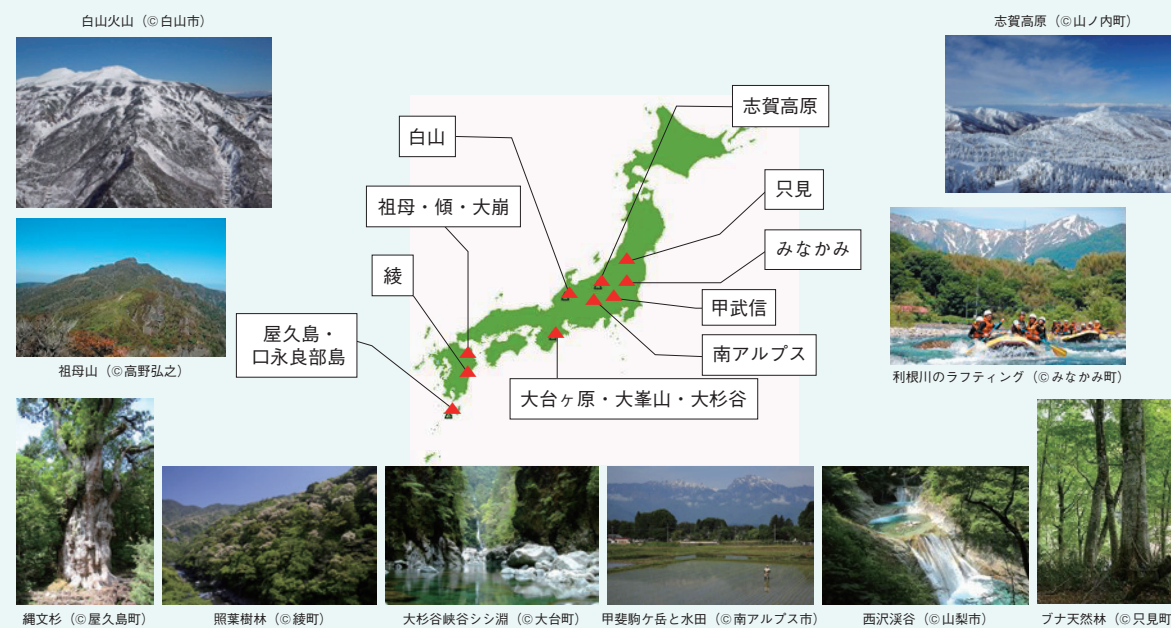 白山火山（©白山市）
志賀高原（©山ノ内町）
志賀高原
白山
只見
祖母・傾・大崩
みなかみ
綾
甲武信
屋久島・
口永良部島
南アルプス
大台ヶ原・大峯山・大杉谷
祖母山（©高野弘之）
利根川のラフティング（©みなかみ町）
縄文杉（©屋久島町）
照葉樹林（©綾町）
大杉谷峡谷シシ淵（©大台町）
甲斐駒ケ岳と水田（©南アルプス市）
西沢渓谷（©山梨市）
ブナ天然林（©只見町